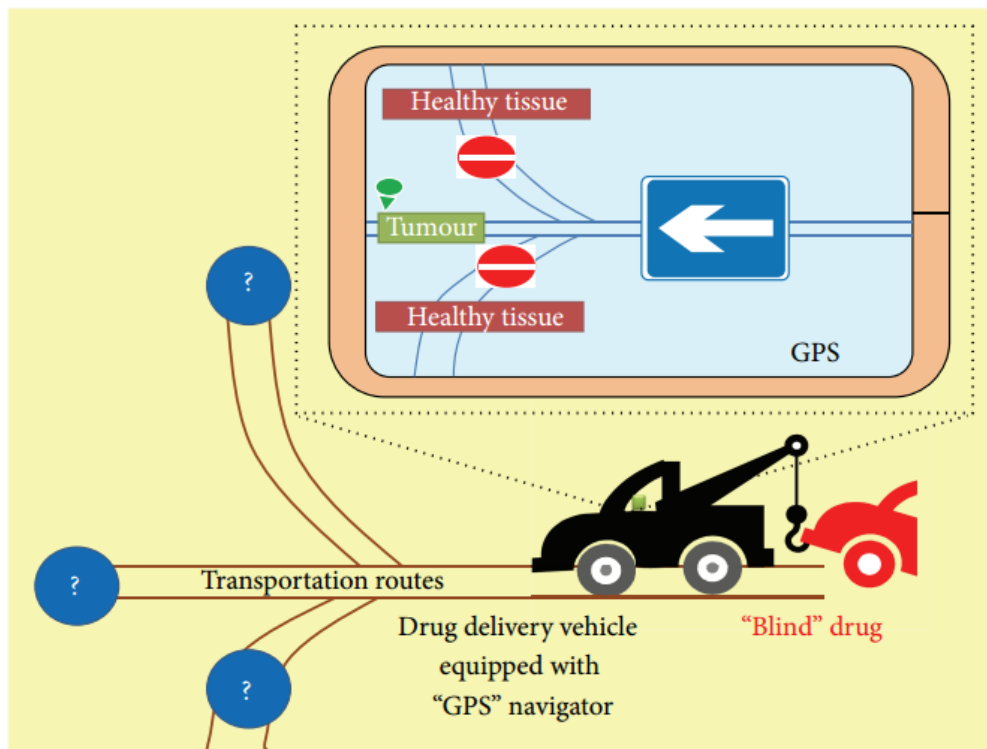 Healthy tissue
Tumour
Healthy tissue
GPS
?
?
Transportation routes
?
Drug delivery vehicle
equipped with
“GPS” navigator
“Blind” drug